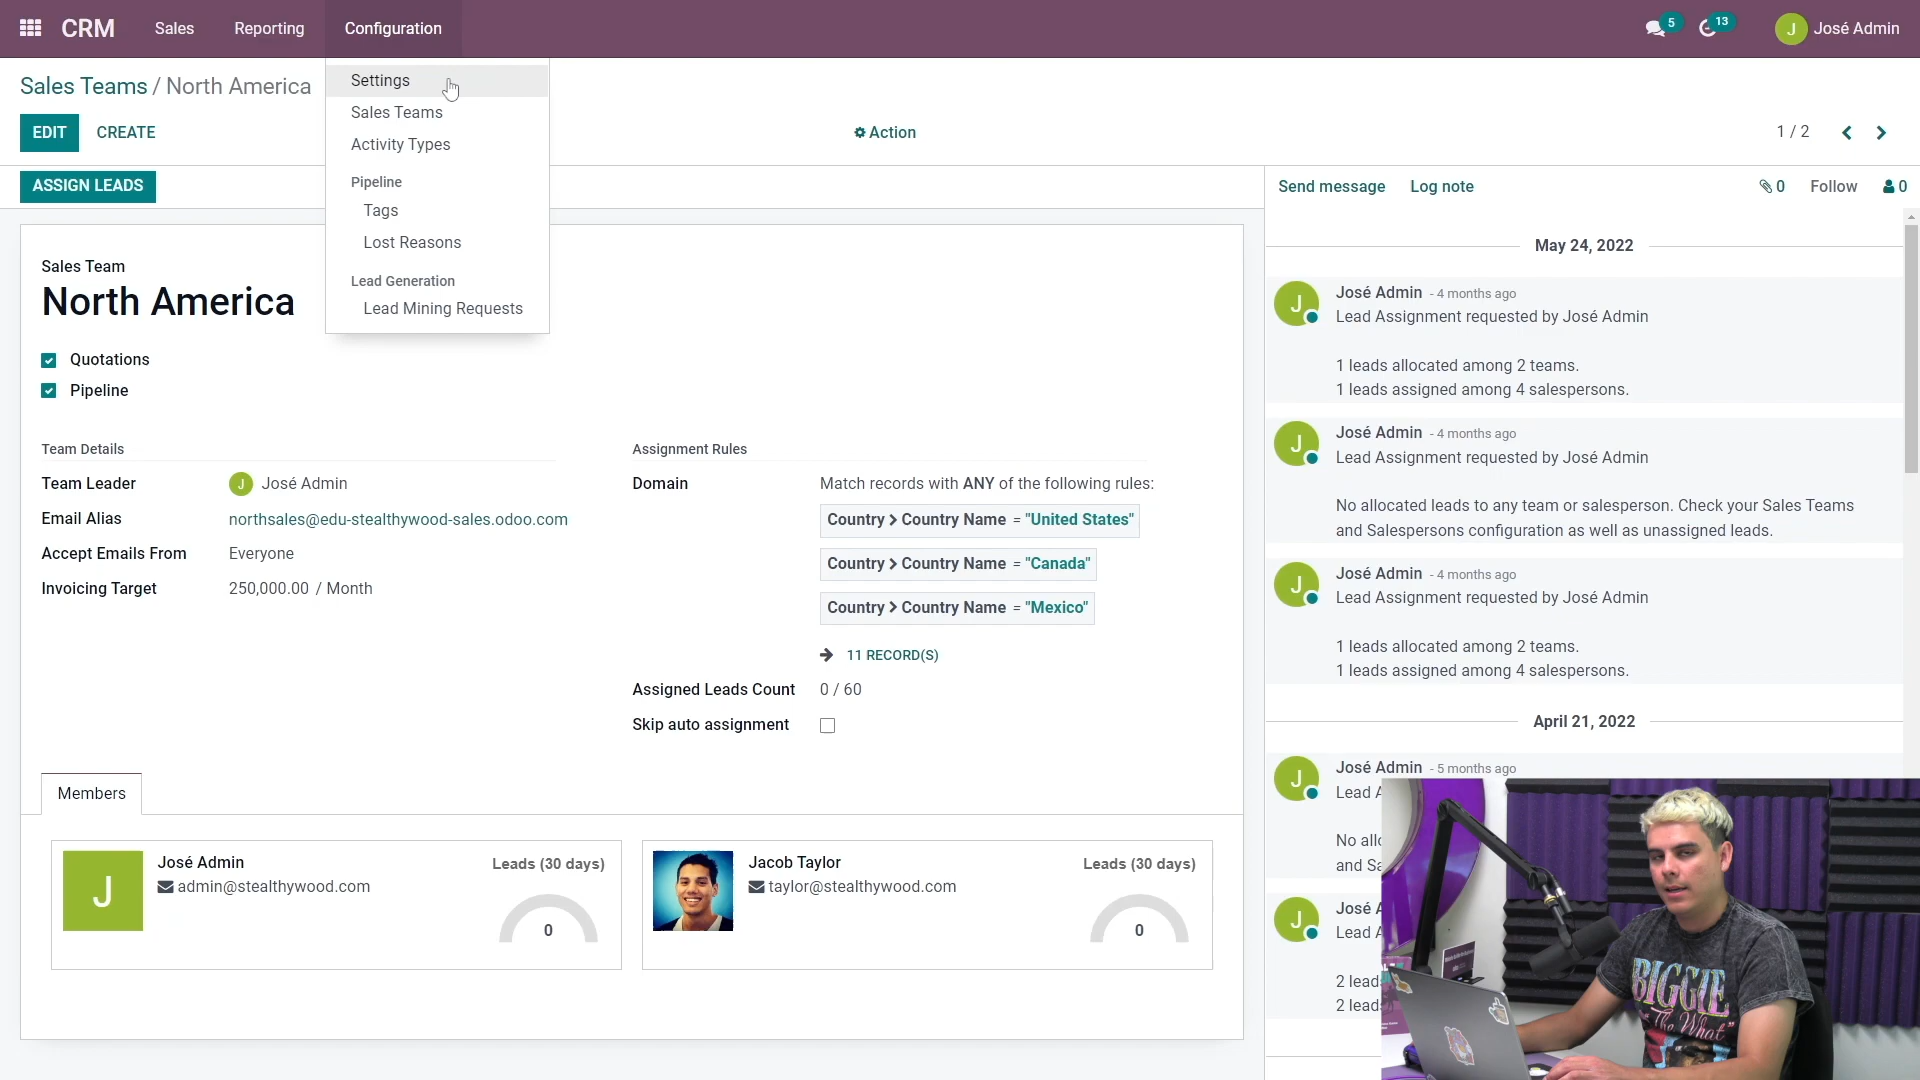 CRM Sales Reporting Configuration 5 13 J José Admin
Sales Teams / North America
EDIT CREATE
Action
1 / 2
Settings
Sales Teams
Activity Types
Pipeline
Tags
Lost Reasons
Lead Generation
Lead Mining Requests
ASSIGN LEADS
Sales Team
North America
Quotations
Pipeline
Team Details
Team Leader J José Admin
Email Alias northsales@edu-stealthywood-sales.odoo.com
Accept Emails From Everyone
Invoicing Target 250,000.00 / Month
Assignment Rules
Domain Match records with ANY of the following rules:
Country > Country Name = "United States"
Country > Country Name = "Canada"
Country > Country Name = "Mexico"
11 RECORD(S)
Assigned Leads Count 0 / 60
Skip auto assignment
Members
J
José Admin
admin@stealthywood.com
Leads (30 days)
0
Jacob Taylor
taylor@stealthywood.com
Leads (30 days)
0
Send message Log note 0 Follow 0
May 24, 2022
J José Admin - 4 months ago
Lead Assignment requested by José Admin
1 leads allocated among 2 teams.
1 leads assigned among 4 salespersons.
J José Admin - 4 months ago
Lead Assignment requested by José Admin
No allocated leads to any team or salesperson. Check your Sales Teams
and Salespersons configuration as well as unassigned leads.
J José Admin - 4 months ago
Lead Assignment requested by José Admin
1 leads allocated among 2 teams.
1 leads assigned among 4 salespersons.
April 21, 2022
J José Admin - 5 months ago
Lead A
No allo
and Sa
J José A
Lead A
2 lead
2 lead
BIGGIE
"The What"